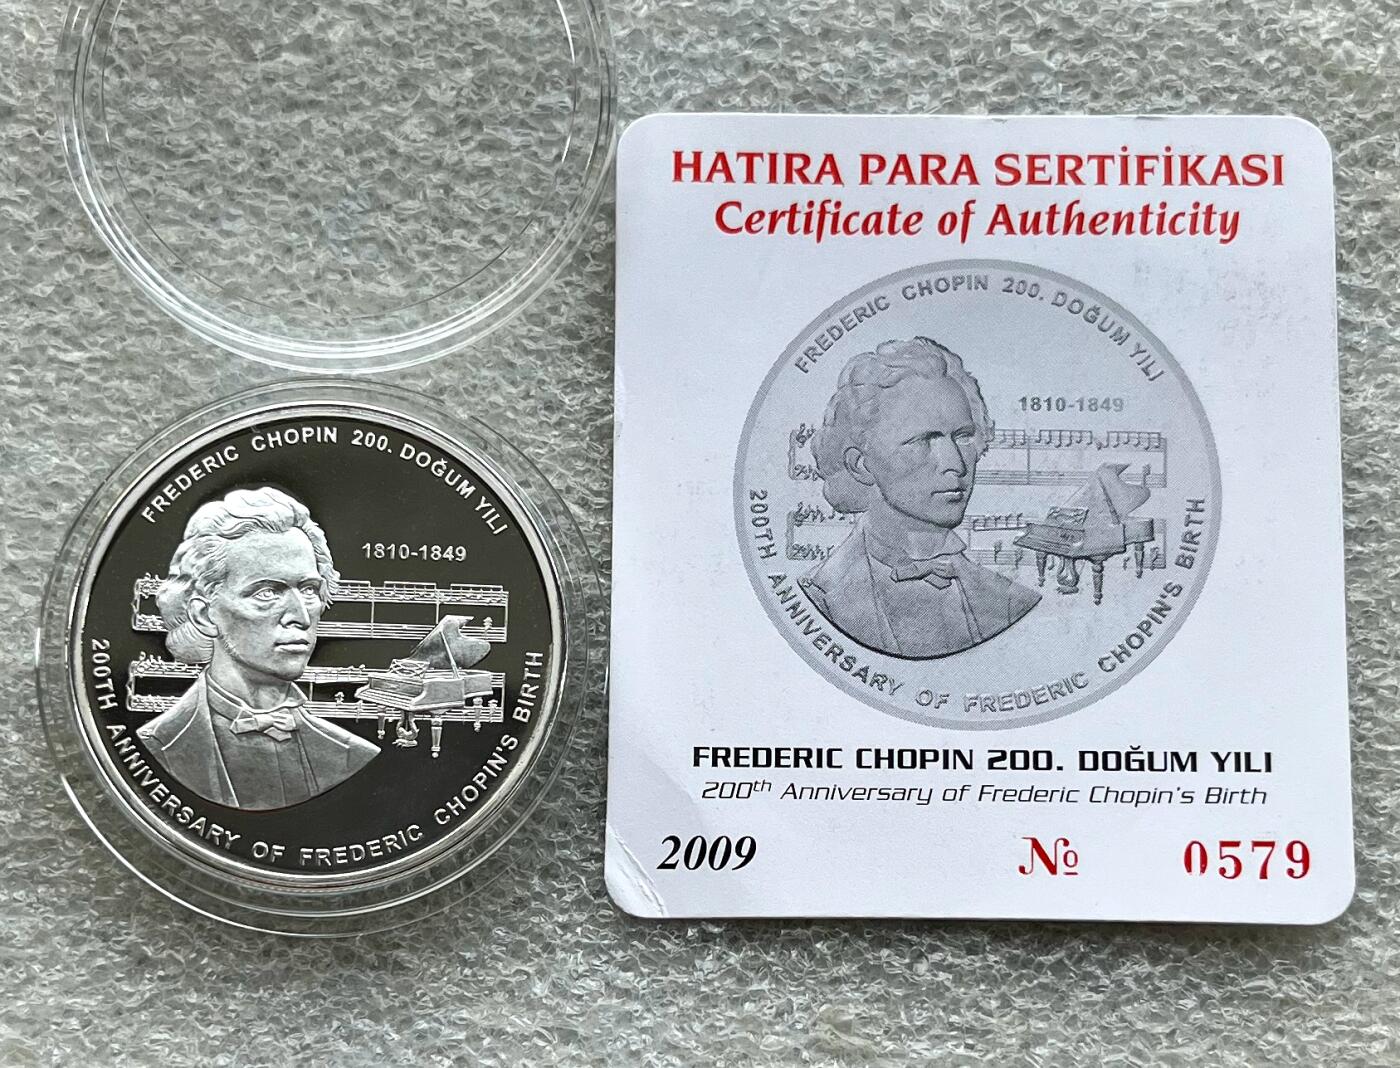 FREDERIC CHOPIN 200. DOĞUM YILI
1810-1849
200TH ANNIVERSARY OF FREDERIC CHOPIN'S BIRTH
HATIRA PARA SERTİFİKASI
Certificate of Authenticity
FREDERIC CHOPIN 200. DOĞUM YILI
1810-1849
200TH ANNIVERSARY OF FREDERIC CHOPIN'S BIRTH
FREDERIC CHOPIN 200. DOĞUM YILI
200th Anniversary of Frederic Chopin's Birth
2009 № 0579